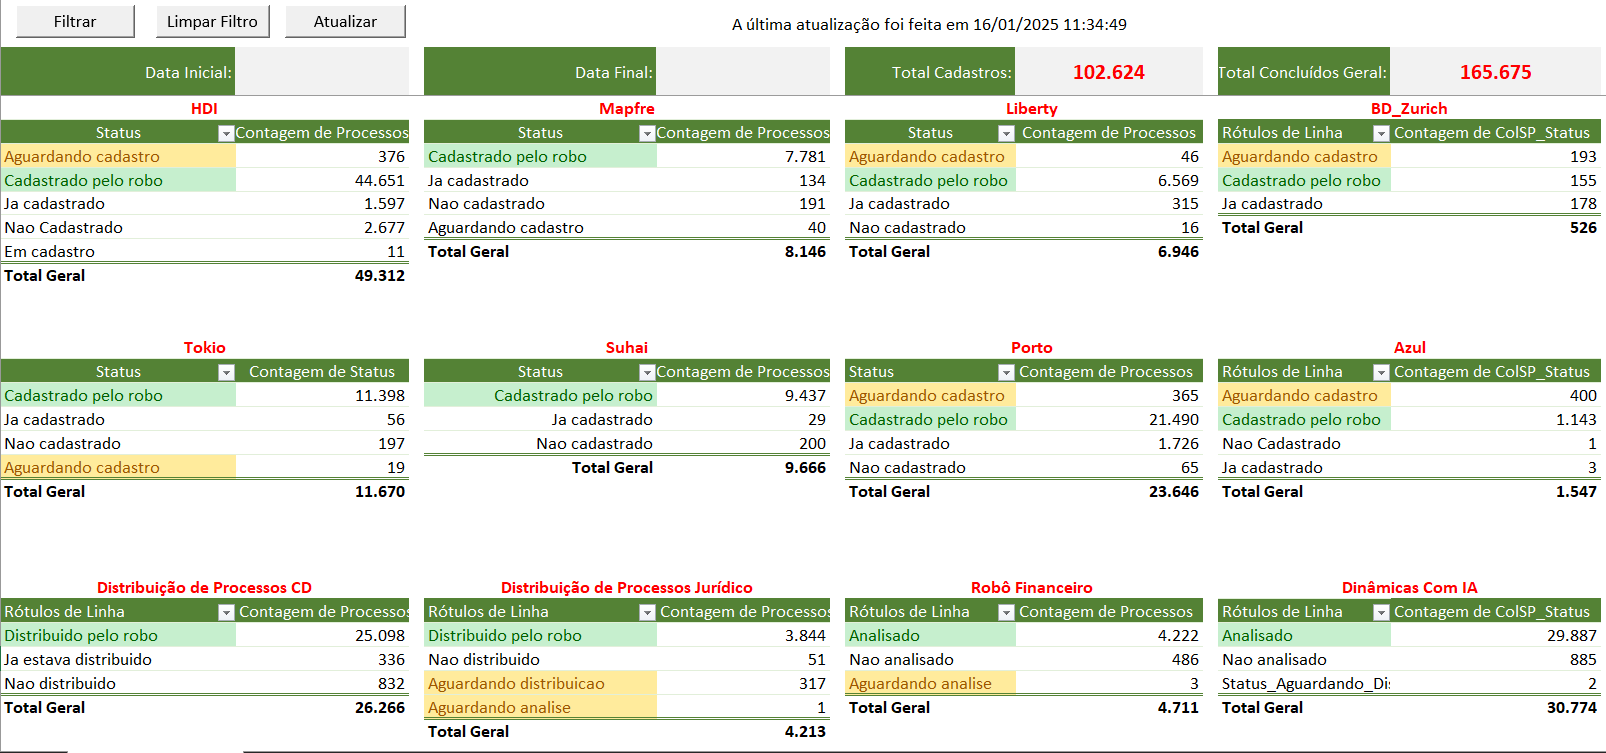 Filtrar Limpar Filtro Atualizar A última atualização foi feita em 16/01/2025 11:34:49
Data Inicial: Data Final: Total Cadastros: 102.624 Total Concluídos Geral: 165.675
HDI
Status Contagem de Processos
Aguardando cadastro 376
Cadastrado pelo robo 44.651
Ja cadastrado 1.597
Nao Cadastrado 2.677
Em cadastro 11
Total Geral 49.312
Mapfre
Status Contagem de Processos
Cadastrado pelo robo 7.781
Ja cadastrado 134
Nao cadastrado 191
Aguardando cadastro 40
Total Geral 8.146
Liberty
Status Contagem de Processos
Aguardando cadastro 46
Cadastrado pelo robo 6.569
Ja cadastrado 315
Nao cadastrado 16
Total Geral 6.946
BD_Zurich
Rótulos de Linha Contagem de ColSP_Status
Aguardando cadastro 193
Cadastrado pelo robo 155
Ja cadastrado 178
Total Geral 526
Tokio
Status Contagem de Status
Cadastrado pelo robo 11.398
Ja cadastrado 56
Nao cadastrado 197
Aguardando cadastro 19
Total Geral 11.670
Suhai
Status Contagem de Processos
Cadastrado pelo robo 9.437
Ja cadastrado 29
Nao cadastrado 200
Total Geral 9.666
Porto
Status Contagem de Processos
Aguardando cadastro 365
Cadastrado pelo robo 21.490
Ja cadastrado 1.726
Nao cadastrado 65
Total Geral 23.646
Azul
Rótulos de Linha Contagem de ColSP_Status
Aguardando cadastro 400
Cadastrado pelo robo 1.143
Nao Cadastrado 1
Ja cadastrado 3
Total Geral 1.547
Distribuição de Processos CD
Rótulos de Linha Contagem de Processos
Distribuido pelo robo 25.098
Ja estava distribuido 336
Nao distribuido 832
Total Geral 26.266
Distribuição de Processos Jurídico
Rótulos de Linha Contagem de Processos
Distribuido pelo robo 3.844
Nao distribuido 51
Aguardando distribuicao 317
Aguardando analise 1
Total Geral 4.213
Robô Financeiro
Rótulos de Linha Contagem de Processos
Analisado 4.222
Nao analisado 486
Aguardando analise 3
Total Geral 4.711
Dinâmicas Com IA
Rótulos de Linha Contagem de ColSP_Status
Analisado 29.887
Nao analisado 885
Status_Aguardando_Dis 2
Total Geral 30.774